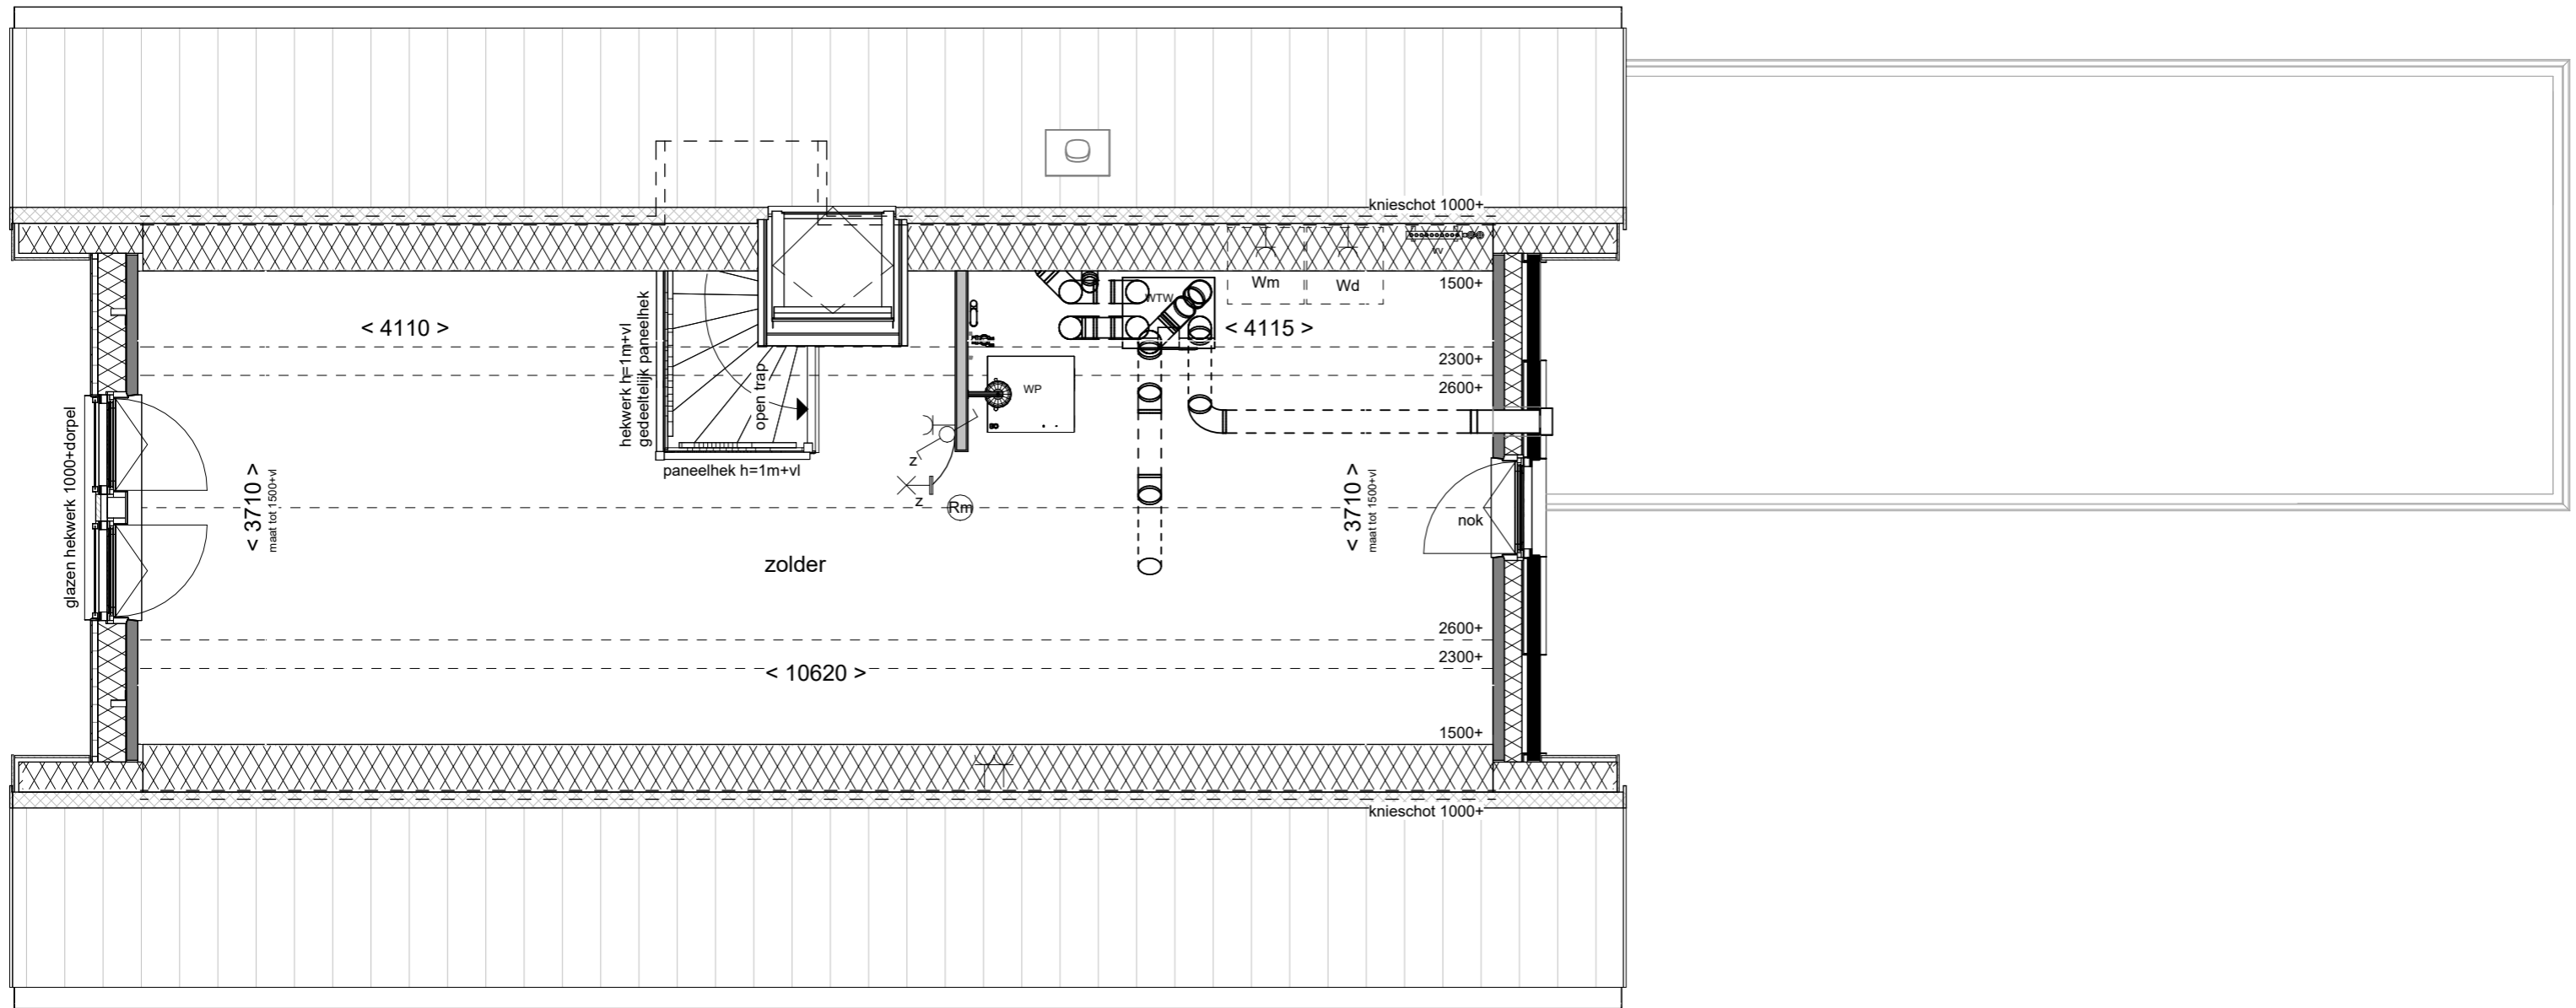 knieschot 1000+
vv
Wm
Wd
1500+
WTW
< 4110 >
< 4115 >
2300+
2600+
hekwerk h=1m+vl
gedeeltelijk paneelhek
open trap
WP
glazen hekwerk 1000+dorpel
z
paneelhek h=1m+vl
z
< 3710 >
maat tot 1500+vl
Rm
< 3710 >
maat tot 1500+vl
nok
zolder
2600+
2300+
< 10620 >
1500+
knieschot 1000+